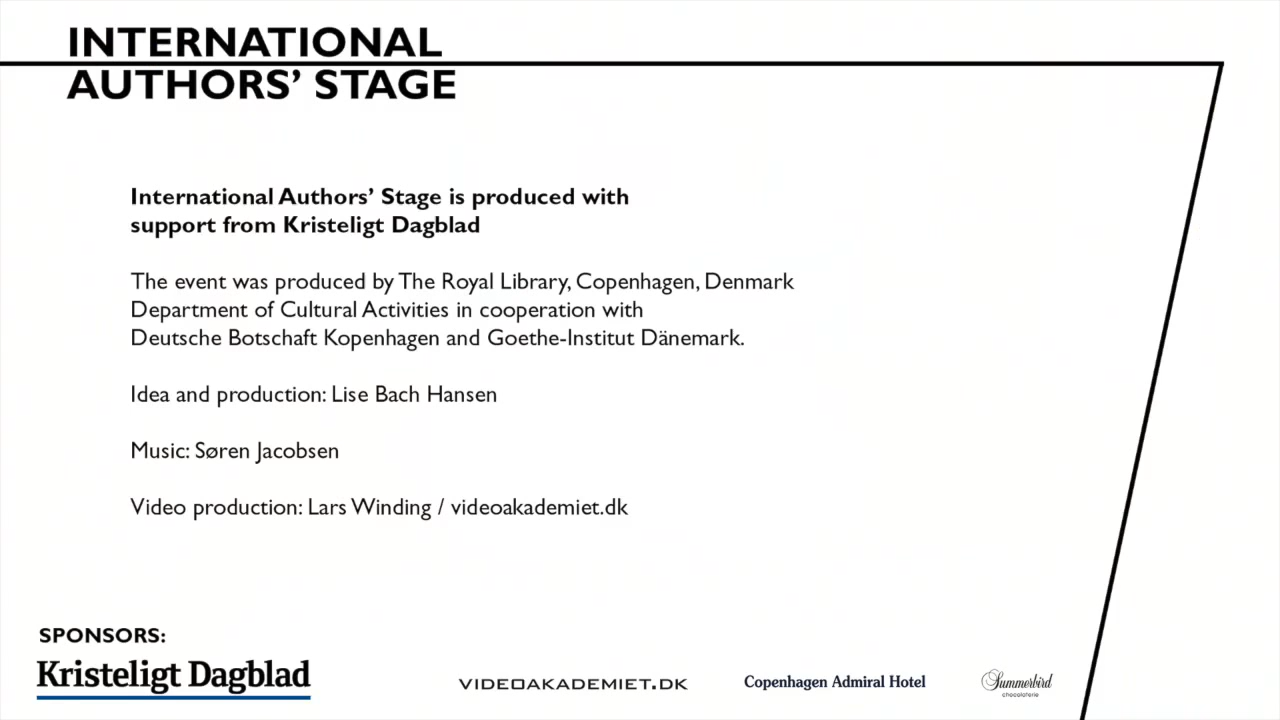 INTERNATIONAL
AUTHORS’ STAGE
International Authors’ Stage is produced with
support from Kristeligt Dagblad
The event was produced by The Royal Library, Copenhagen, Denmark
Department of Cultural Activities in cooperation with
Deutsche Botschaft Kopenhagen and Goethe-Institut Dänemark.
Idea and production: Lise Bach Hansen
Music: Søren Jacobsen
Video production: Lars Winding / videoakademiet.dk
SPONSORS:
Kristeligt Dagblad
VIDEOAKADEMIET.DK
Copenhagen Admiral Hotel
Summerbird
chocolaterie